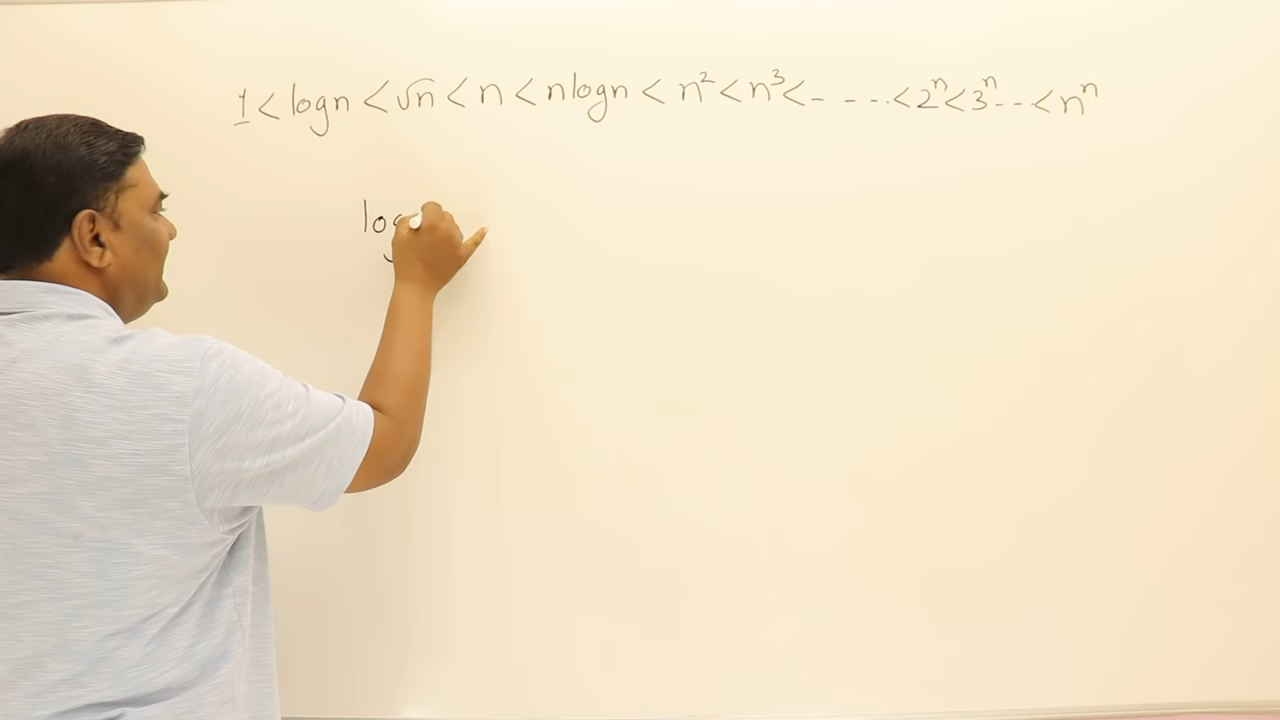 1 < logn < √n < n < nlogn < n² < n³ < - - -.. < 2ⁿ < 3ⁿ - -.. < nⁿ
log